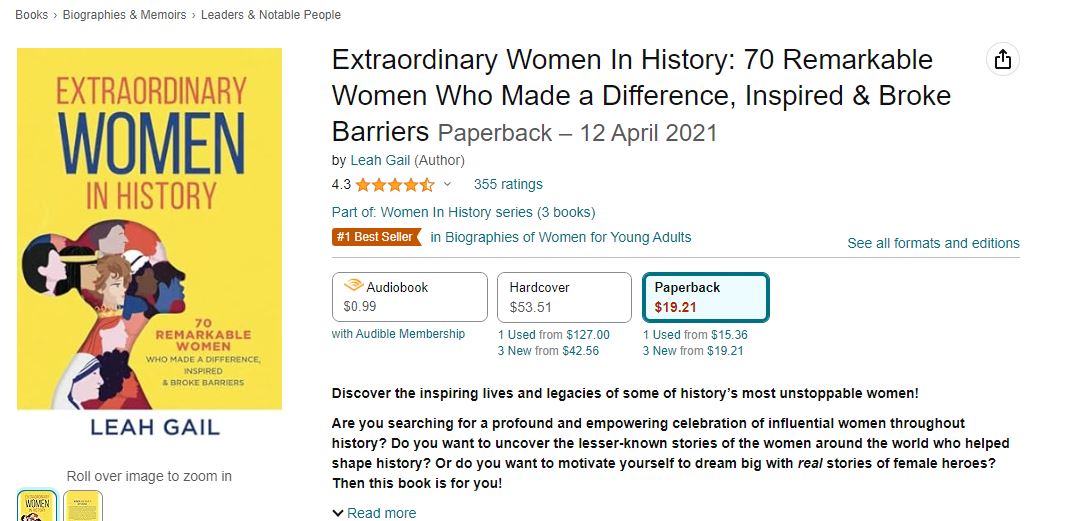 Books › Biographies & Memoirs › Leaders & Notable People
EXTRAORDINARY
WOMEN
IN HISTORY
70
REMARKABLE
WOMEN
WHO MADE A DIFFERENCE,
INSPIRED
& BROKE BARRIERS
LEAH GAIL
Roll over image to zoom in
EXTRAORDINARY
WOMEN
IN HISTORY
Extraordinary Women In History: 70 Remarkable
Women Who Made a Difference, Inspired & Broke
Barriers Paperback – 12 April 2021
by Leah Gail (Author)
4.3 355 ratings
Part of: Women In History series (3 books)
#1 Best Seller in Biographies of Women for Young Adults
See all formats and editions
Audiobook
$0.99
with Audible Membership
Hardcover
$53.51
1 Used from $127.00
3 New from $42.56
Paperback
$19.21
1 Used from $15.36
3 New from $19.21
Discover the inspiring lives and legacies of some of history’s most unstoppable women!
Are you searching for a profound and empowering celebration of influential women throughout
history? Do you want to uncover the lesser-known stories of the women around the world who helped
shape history? Or do you want to motivate yourself to dream big with real stories of female heroes?
Then this book is for you!
Read more